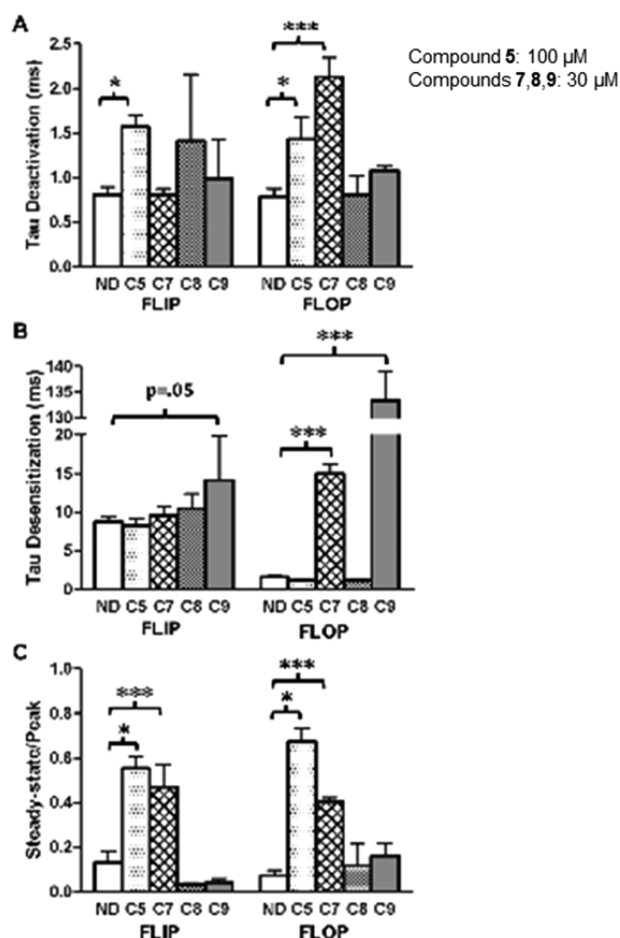 A
Compound 5: 100 µM
Compounds 7,8,9: 30 µM
Tau Deactivation (ms)
2.5
2.0
1.5
1.0
0.5
0.0
*
***
*
ND C5 C7 C8 C9
ND C5 C7 C8 C9
FLIP
FLOP
B
Tau Desensitization (ms)
140
135
130
20
15
10
5
0
p=.05
***
***
ND C5 C7 C8 C9
ND C5 C7 C8 C9
FLIP
FLOP
C
Steady-state/Peak
1.0
0.8
0.6
0.4
0.2
0.0
***
*
***
*
ND C5 C7 C8 C9
ND C5 C7 C8 C9
FLIP
FLOP